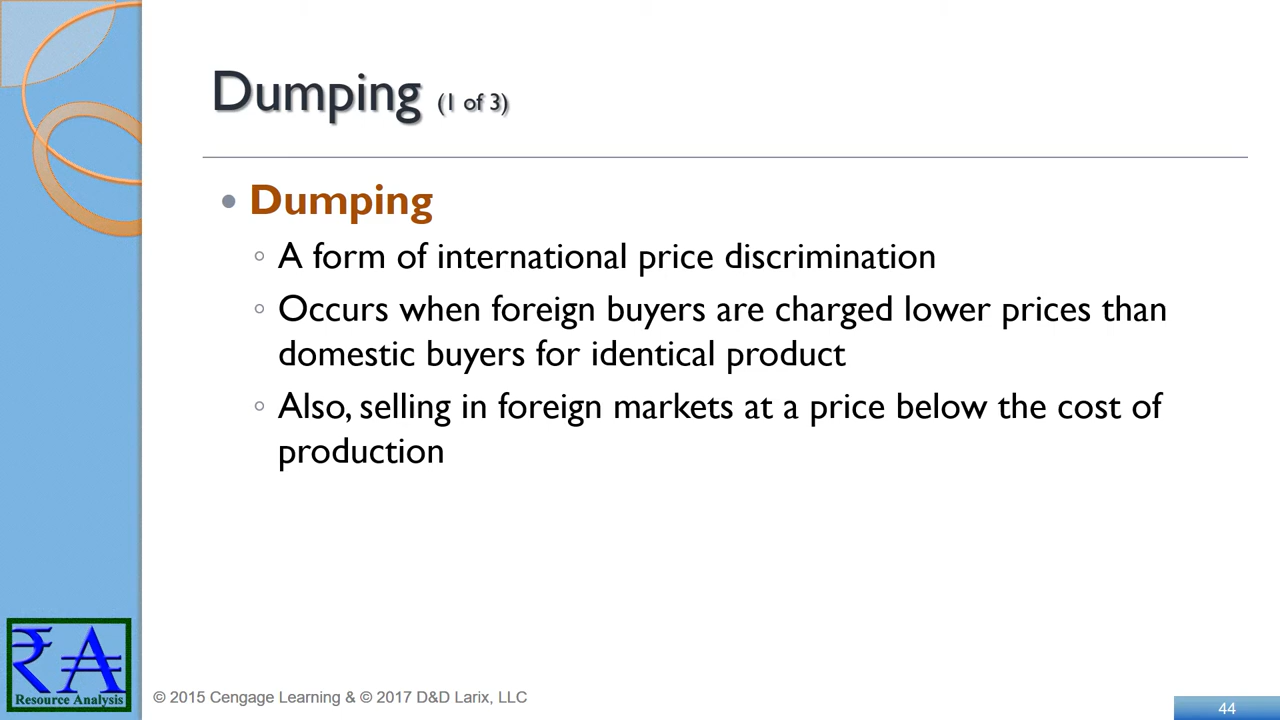 Dumping (1 of 3)
• Dumping
◦ A form of international price discrimination
◦ Occurs when foreign buyers are charged lower prices than
domestic buyers for identical product
◦ Also, selling in foreign markets at a price below the cost of
production
₹A
Resource Analysis
© 2015 Cengage Learning & © 2017 D&D Larix, LLC
44